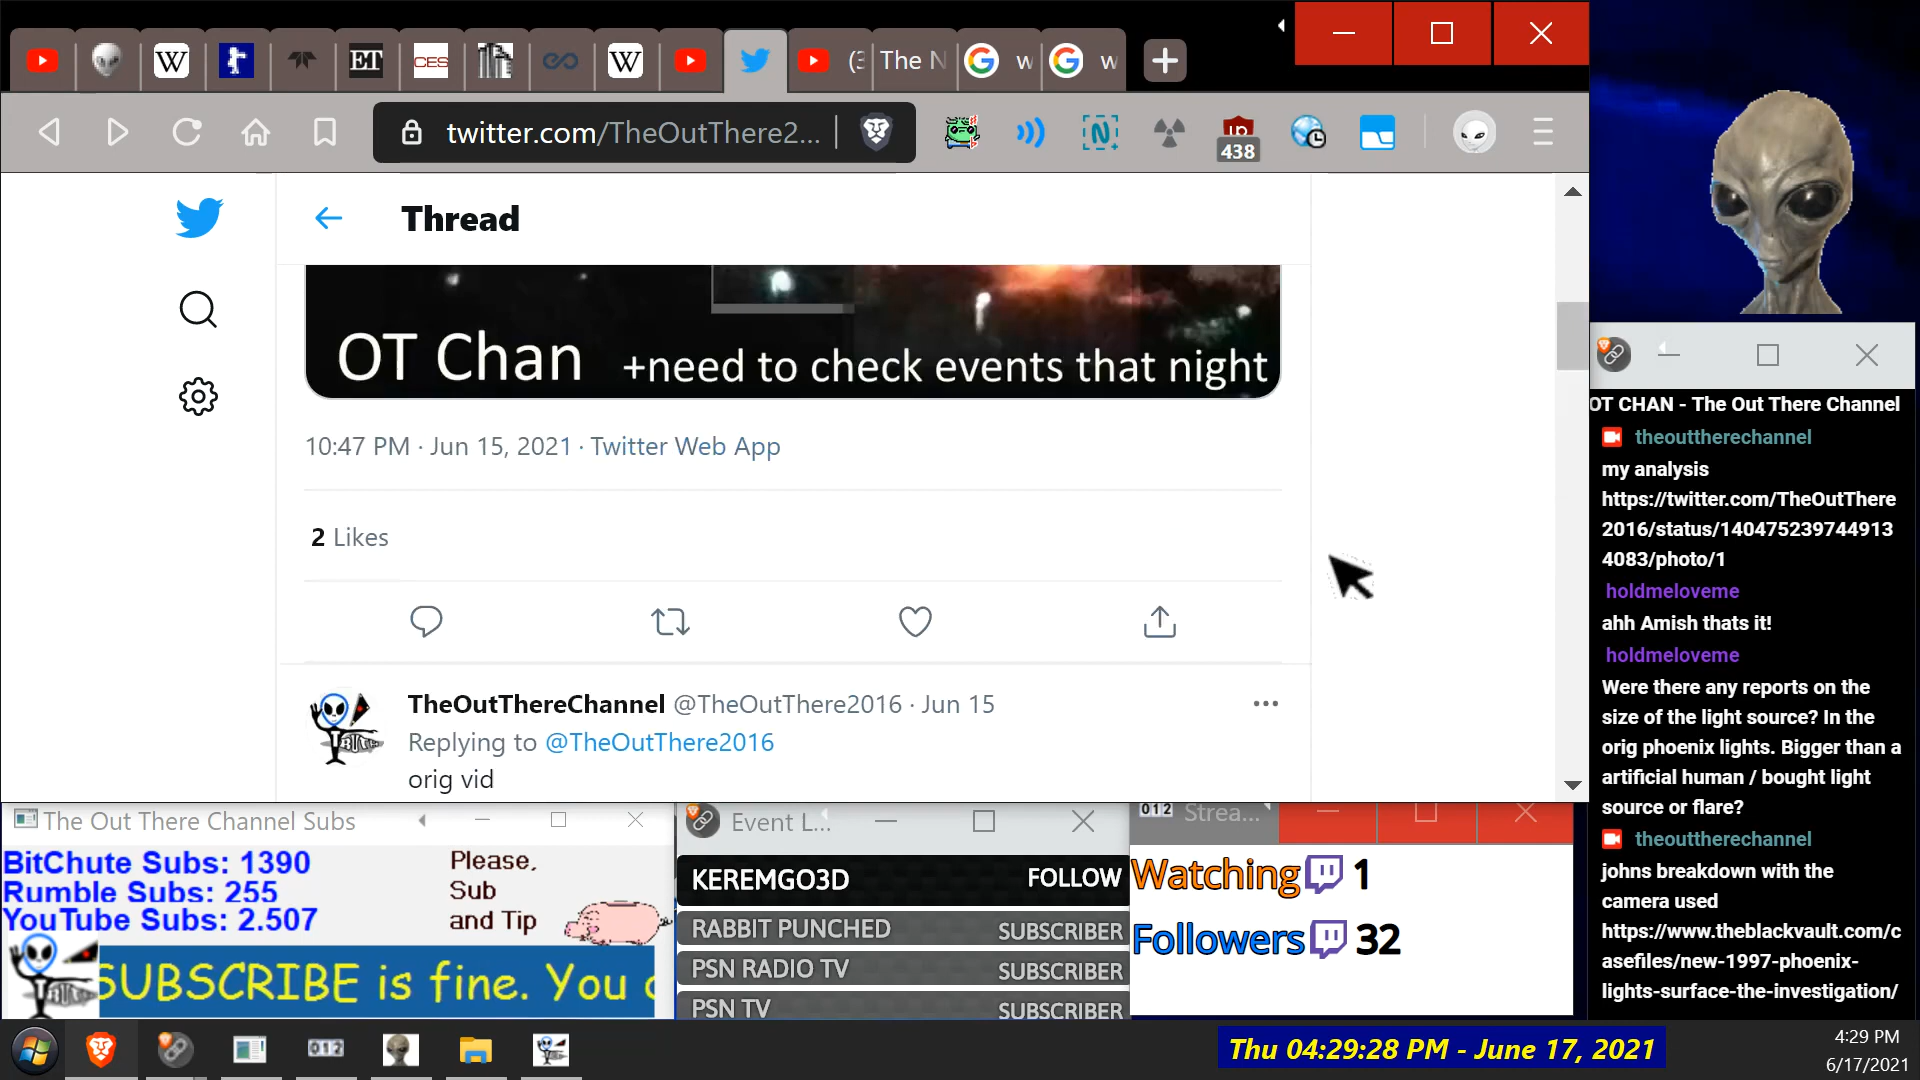 ET
CES
(3
The N
w
w
twitter.com/TheOutThere2...
438
Thread
OT Chan +need to check events that night
10:47 PM · Jun 15, 2021 · Twitter Web App
2 Likes
TheOutThereChannel @TheOutThere2016 · Jun 15
Replying to @TheOutThere2016
orig vid
OT CHAN - The Out There Channel
theouttherechannel
my analysis
https://twitter.com/TheOutThere
2016/status/140475239744913
4083/photo/1
holdmeloveme
ahh Amish thats it!
holdmeloveme
Were there any reports on the
size of the light source? In the
orig phoenix lights. Bigger than a
artificial human / bought light
source or flare?
theouttherechannel
johns breakdown with the
camera used
https://www.theblackvault.com/c
asefiles/new-1997-phoenix-
lights-surface-the-investigation/
The Out There Channel Subs
BitChute Subs: 1390
Rumble Subs: 255
YouTube Subs: 2.507
Please,
Sub
and Tip
TRUTH
SUBSCRIBE is fine. You
Event L...
KEREMGO3D FOLLOW
RABBIT PUNCHED SUBSCRIBER
PSN RADIO TV SUBSCRIBER
PSN TV SUBSCRIBER
012 Strea...
Watching 1
Followers 32
012
Thu 04:29:28 PM - June 17, 2021
4:29 PM
6/17/2021